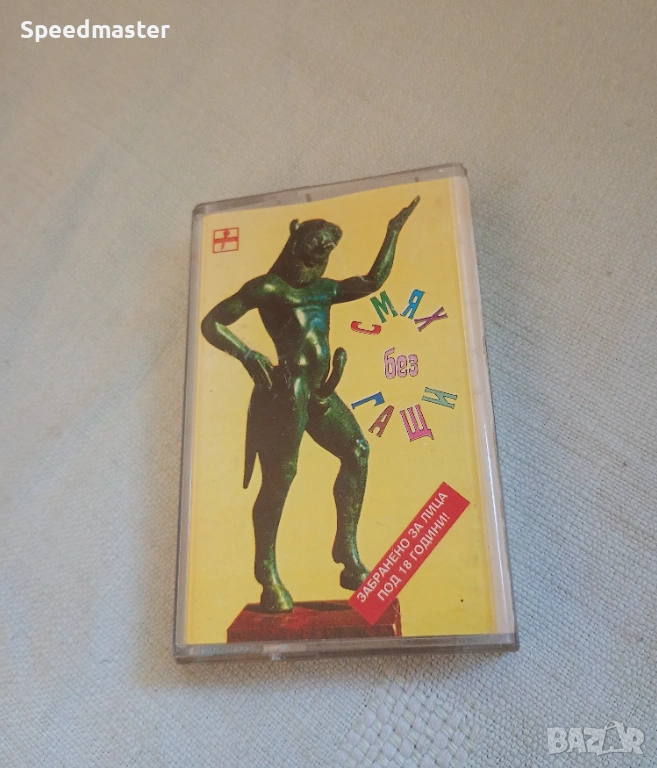 Speedmaster
СМЯХ
без
ГАЩИ
ЗАБРАНЕНО ЗА ЛИЦА
ПОД 18 ГОДИНИ!
BAZAR